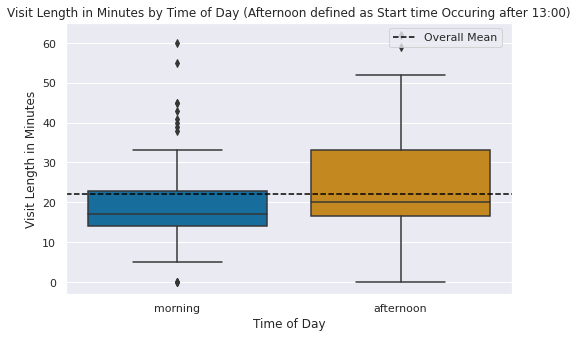 Visit Length in Minutes by Time of Day (Afternoon defined as Start time Occuring after 13:00)
Overall Mean
60
50
40
30
20
10
0
Visit Length in Minutes
morning
afternoon
Time of Day